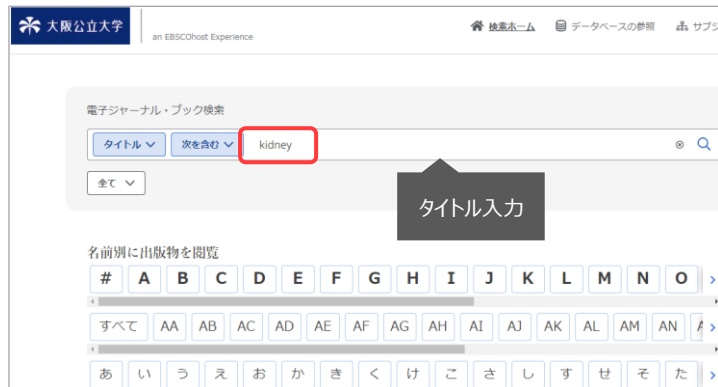 大阪公立大学
an EBSCOhost Experience
検索ホーム データベースの参照 サブジ
電子ジャーナル・ブック検索
タイトル 次を含む kidney
全て
タイトル入力
名前別に出版物を閲覧
# A B C D E F G H I J K L M N O
すべて AA AB AC AD AE AF AG AH AI AJ AK AL AM AN
あ い う え お か き く け こ さ し す せ そ た